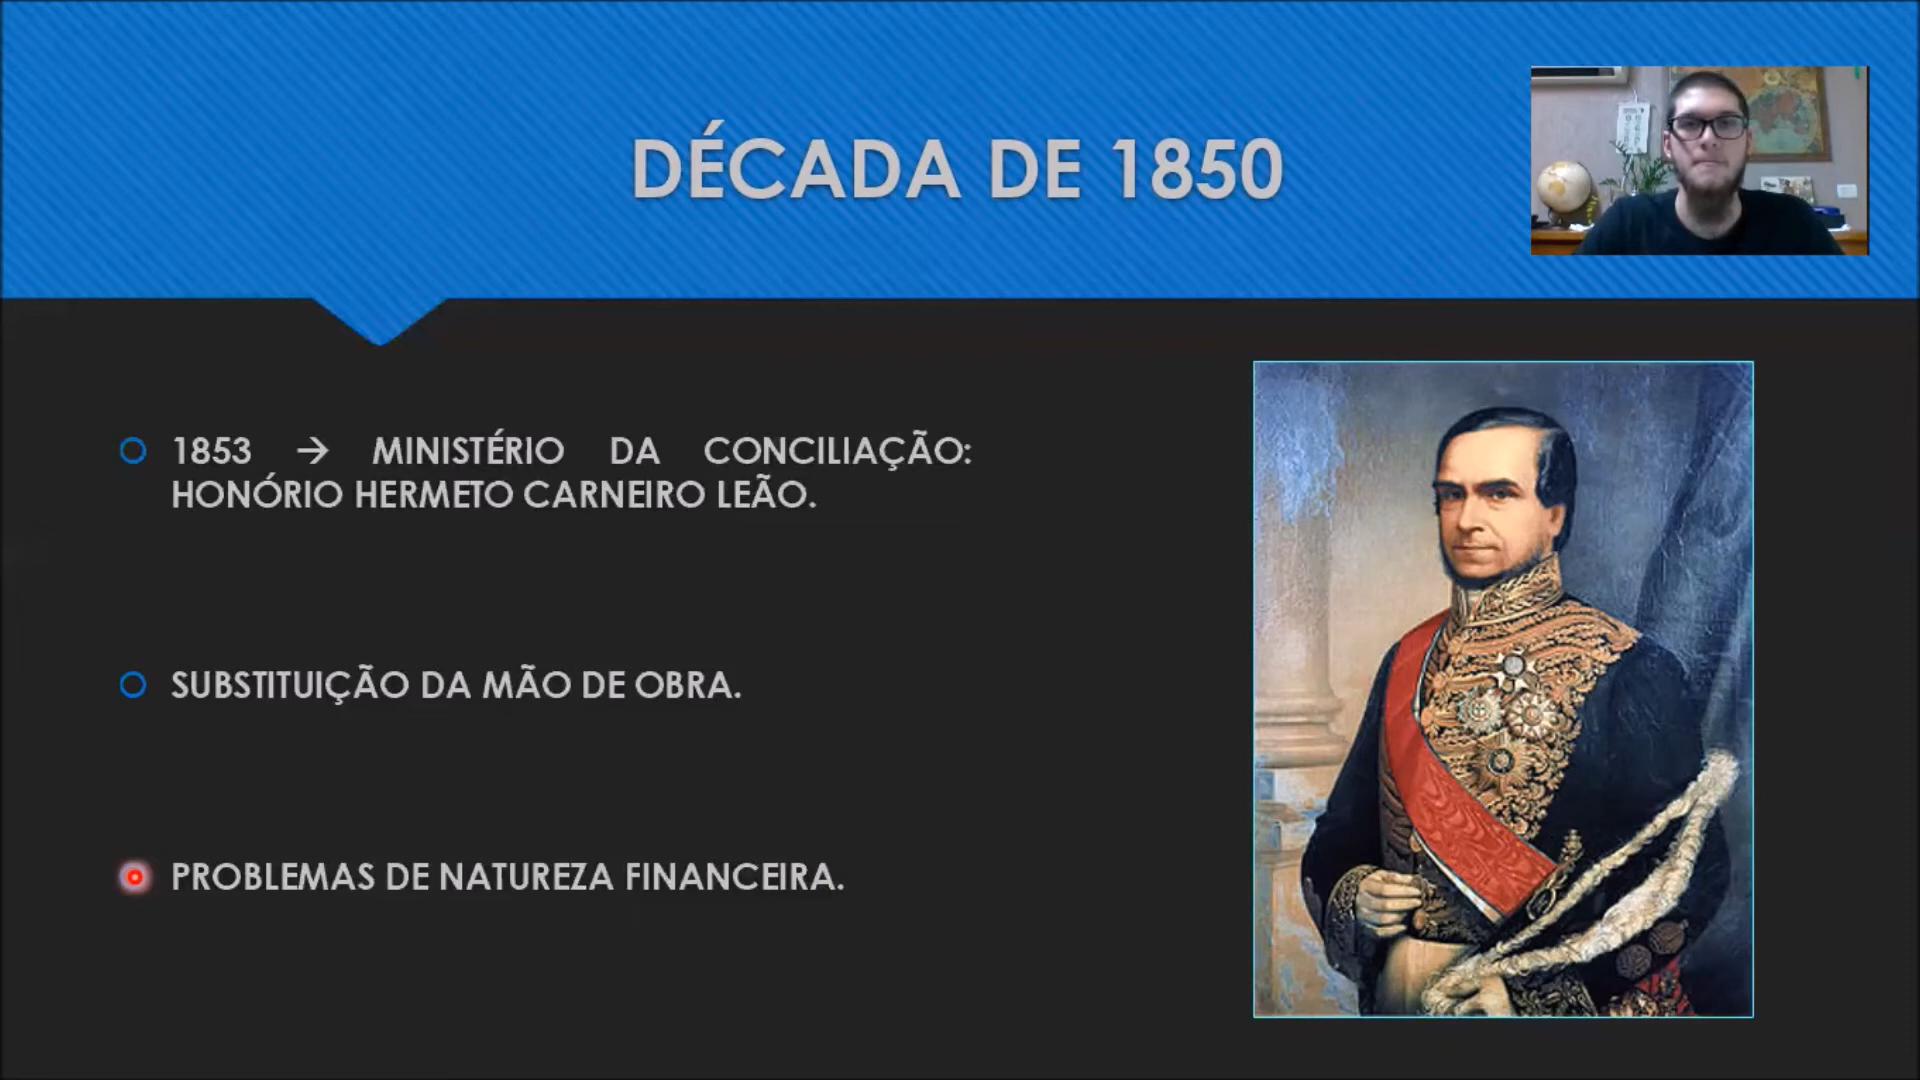 DÉCADA DE 1850
1853 → MINISTÉRIO DA CONCILIAÇÃO:
HONÓRIO HERMETO CARNEIRO LEÃO.
SUBSTITUIÇÃO DA MÃO DE OBRA.
PROBLEMAS DE NATUREZA FINANCEIRA.